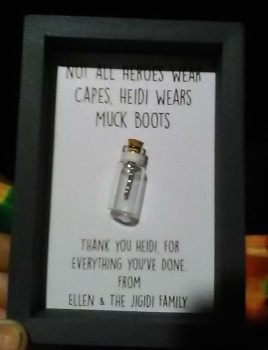 NOT ALL HEROES WEAR
CAPES, HEIDI WEARS
MUCK BOOTS
THANK YOU HEIDI, FOR
EVERYTHING YOU'VE DONE.
FROM
ELLEN & THE JIGIDI FAMILY